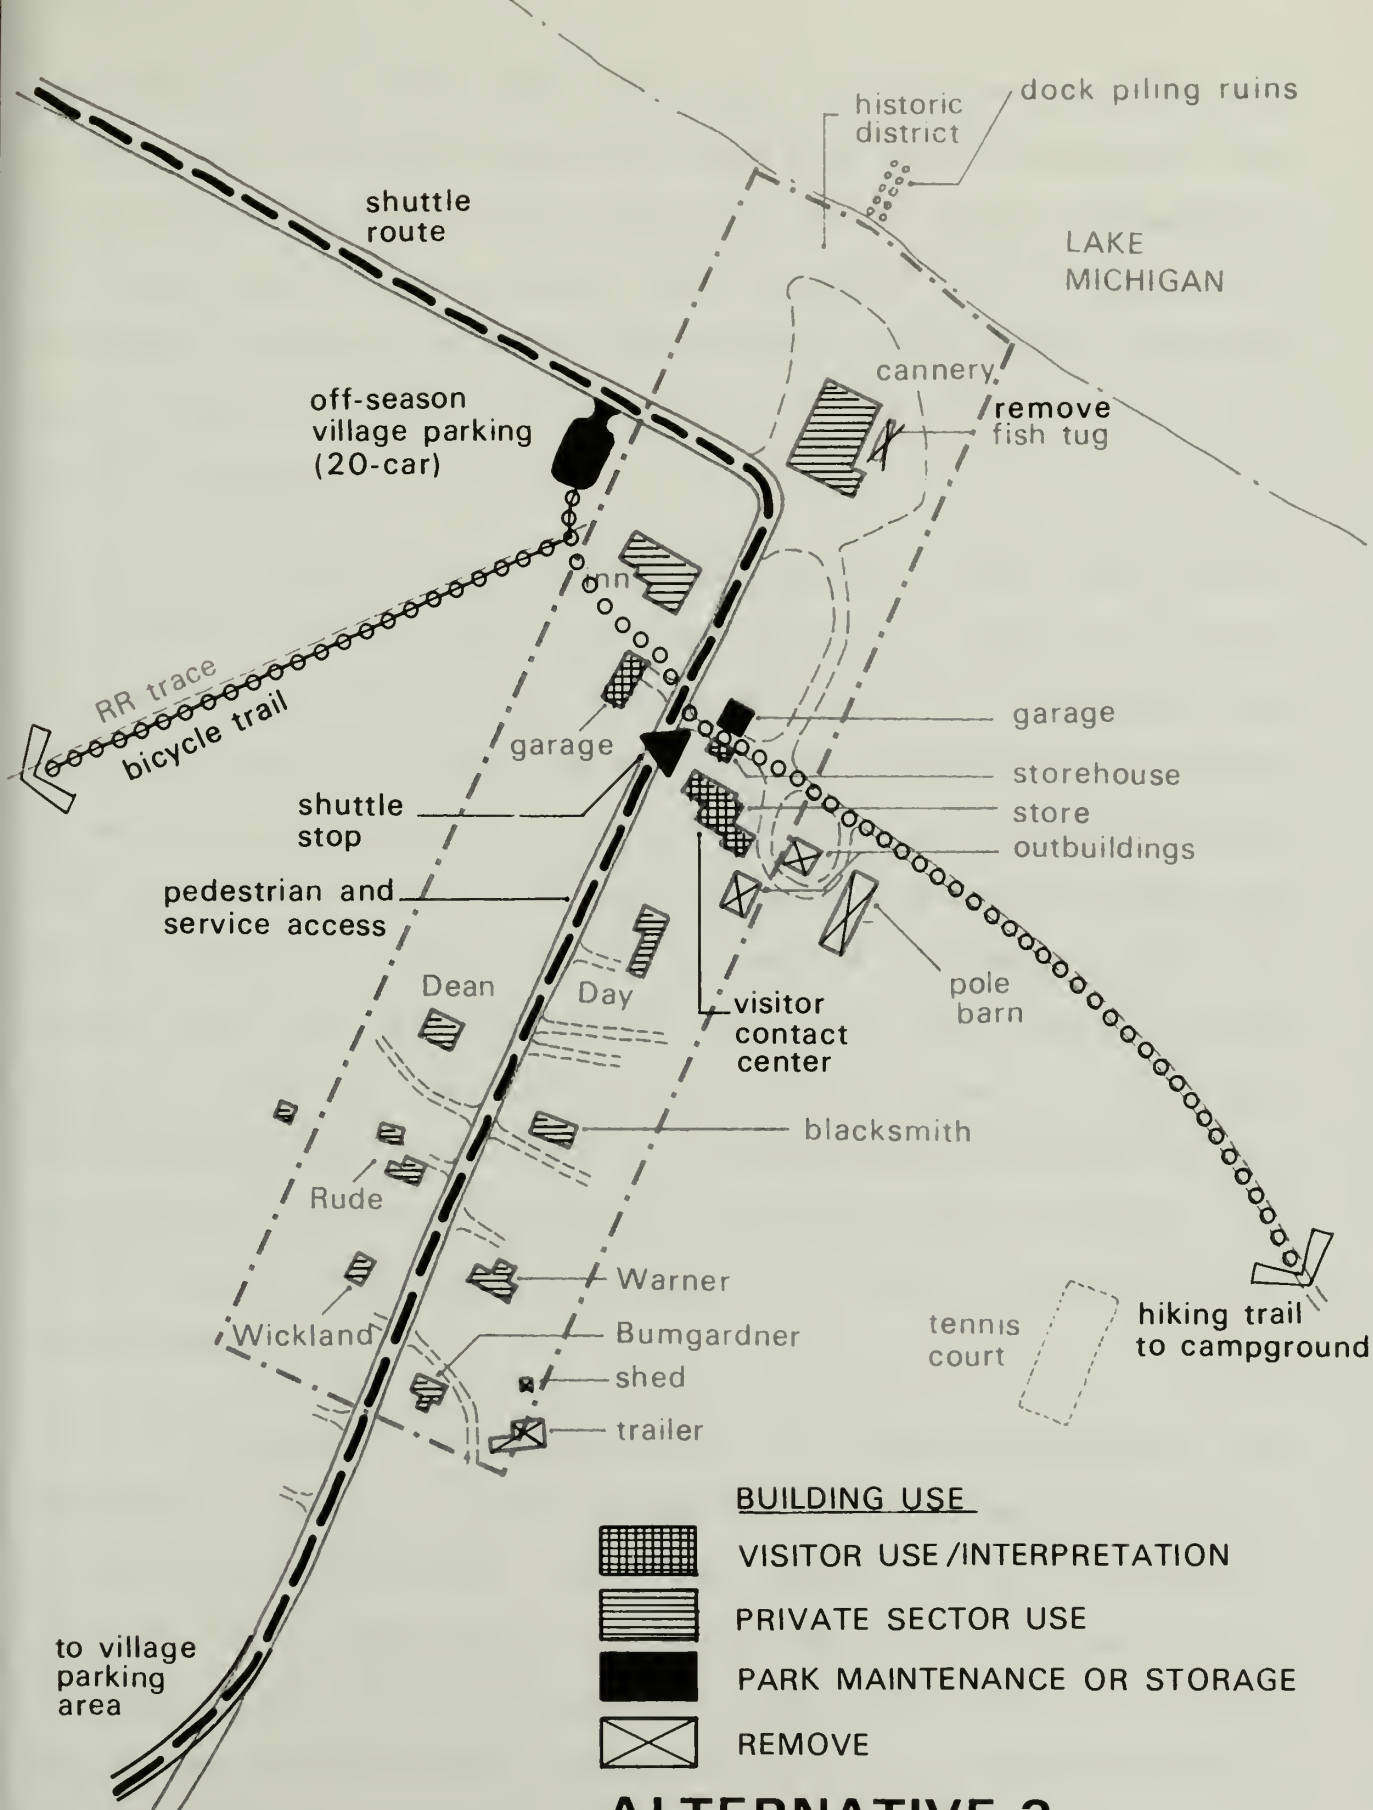 historic
district
dock piling ruins
shuttle
route
LAKE
MICHIGAN
off-season
village parking
(20-car)
cannery
remove
fish tug
inn
RR trace
bicycle trail
garage
garage
storehouse
store
outbuildings
shuttle
stop
pedestrian and
service access
Dean
Day
visitor
contact
center
pole
barn
blacksmith
Rude
Warner
Wickland
Bumgardner
shed
trailer
tennis
court
hiking trail
to campground
to village
parking
area
BUILDING USE
VISITOR USE/INTERPRETATION
PRIVATE SECTOR USE
PARK MAINTENANCE OR STORAGE
REMOVE